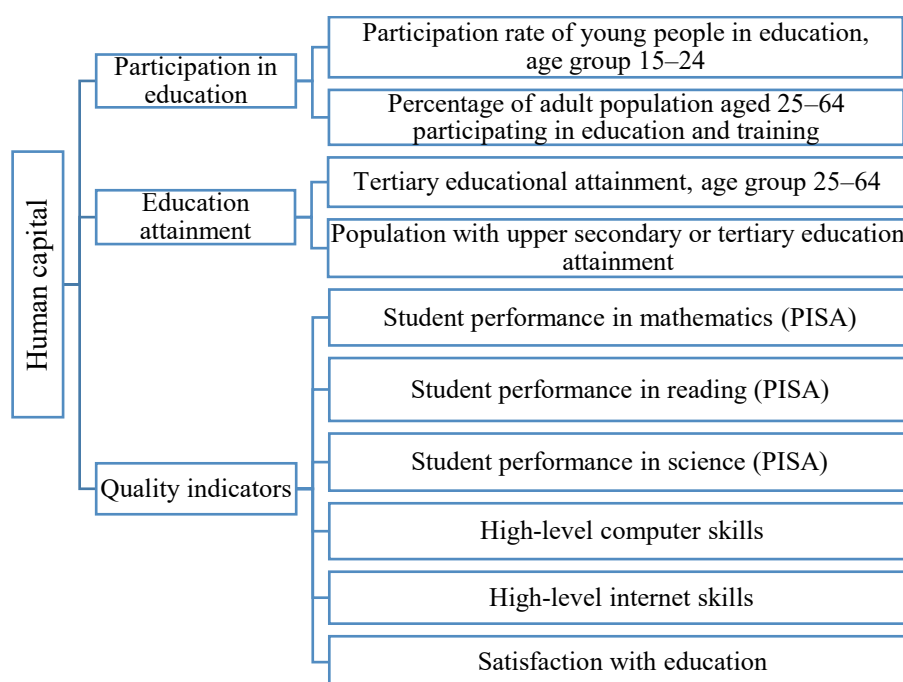 Human capital
Participation in
education
Participation rate of young people in education,
age group 15–24
Percentage of adult population aged 25–64
participating in education and training
Education
attainment
Tertiary educational attainment, age group 25–64
Population with upper secondary or tertiary education
attainment
Quality indicators
Student performance in mathematics (PISA)
Student performance in reading (PISA)
Student performance in science (PISA)
High-level computer skills
High-level internet skills
Satisfaction with education